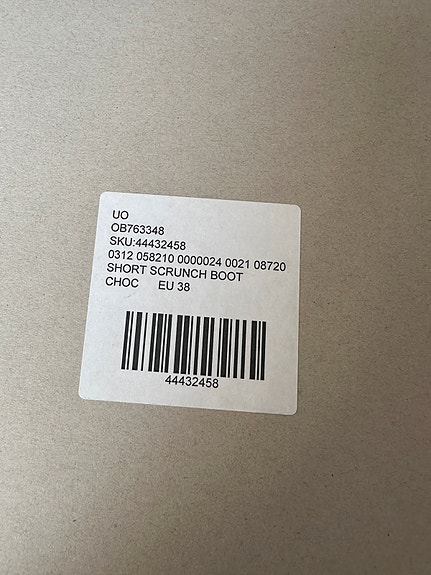 UO
OB763348
SKU:44432458
0312 058210 0000024 0021 08720
SHORT SCRUNCH BOOT
CHOC EU 38
44432458